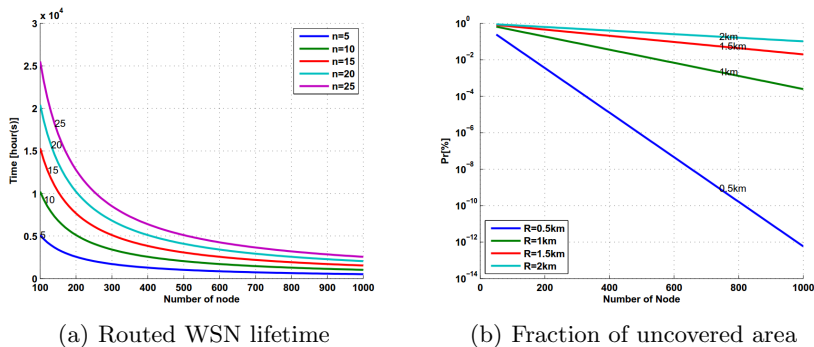 3 x 10^4
2.5
2
1.5
1
0.5
0
Time [hour(s)]
100 200 300 400 500 600 700 800 900 1000
Number of node
n=5
n=10
n=15
n=20
n=25
25
20
15
10
5
(a) Routed WSN lifetime
10^0
10^-2
10^-4
10^-6
10^-8
10^-10
10^-12
10^-14
Pr[%]
0 200 400 600 800 1000
Number of Node
2km
1.5km
1km
0.5km
R=0.5km
R=1km
R=1.5km
R=2km
(b) Fraction of uncovered area